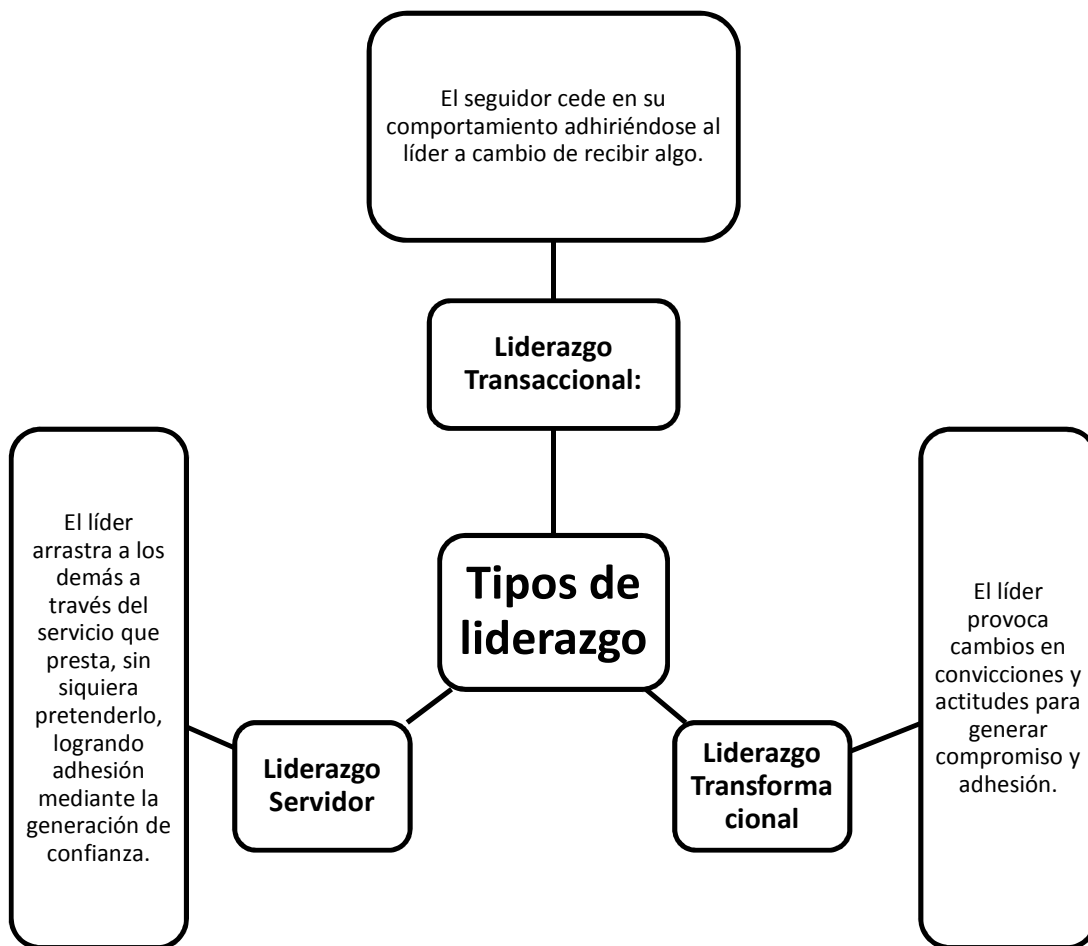 El seguidor cede en su
comportamiento adhiriéndose al
líder a cambio de recibir algo.
Liderazgo
Transaccional:
Tipos de
liderazgo
El líder
arrastra a los
demás a
través del
servicio que
presta, sin
siquiera
pretenderlo,
logrando
adhesión
mediante la
generación de
confianza.
Liderazgo
Servidor
Liderazgo
Transforma
cional
El líder
provoca
cambios en
convicciones y
actitudes para
generar
compromiso y
adhesión.